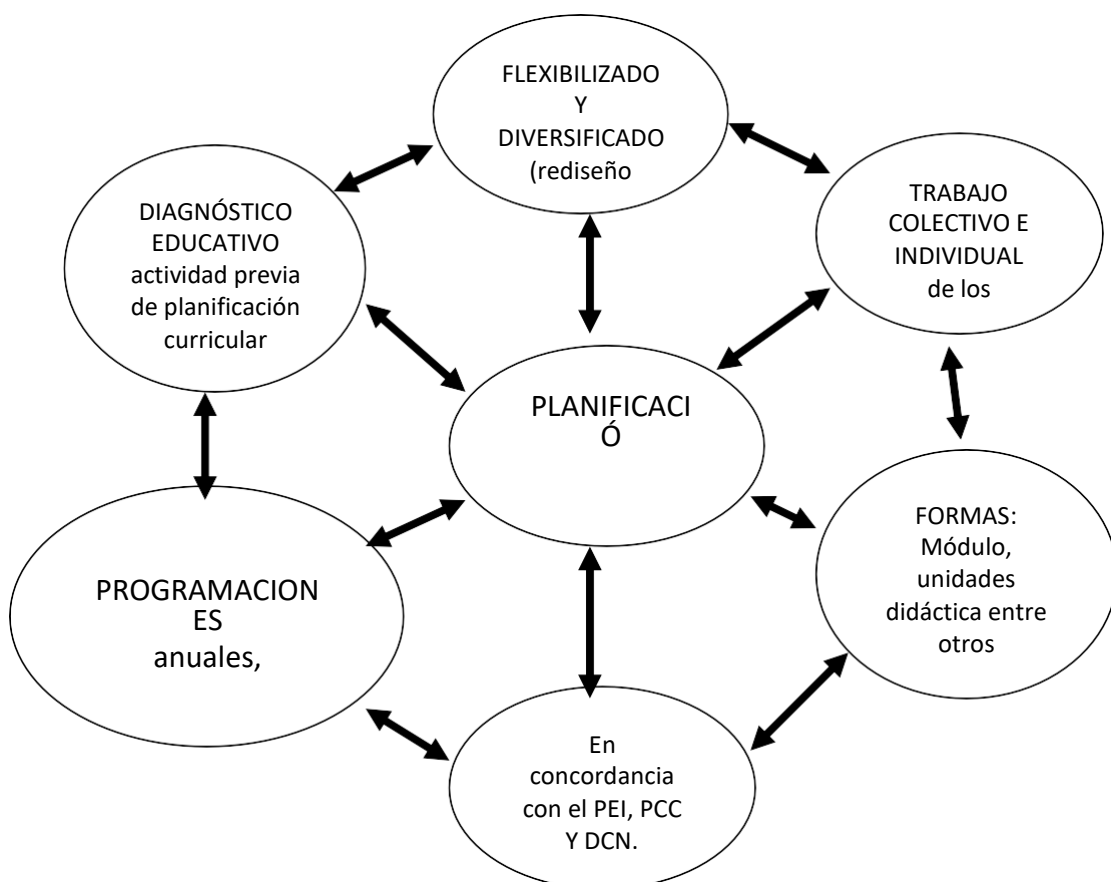 FLEXIBILIZADO
Y
DIVERSIFICADO
(rediseño
DIAGNÓSTICO
EDUCATIVO
actividad previa
de planificación
curricular
TRABAJO
COLECTIVO E
INDIVIDUAL
de los
PLANIFICACI
Ó
FORMAS:
Módulo,
unidades
didáctica entre
otros
PROGRAMACION
ES
anuales,
En
concordancia
con el PEI, PCC
Y DCN.